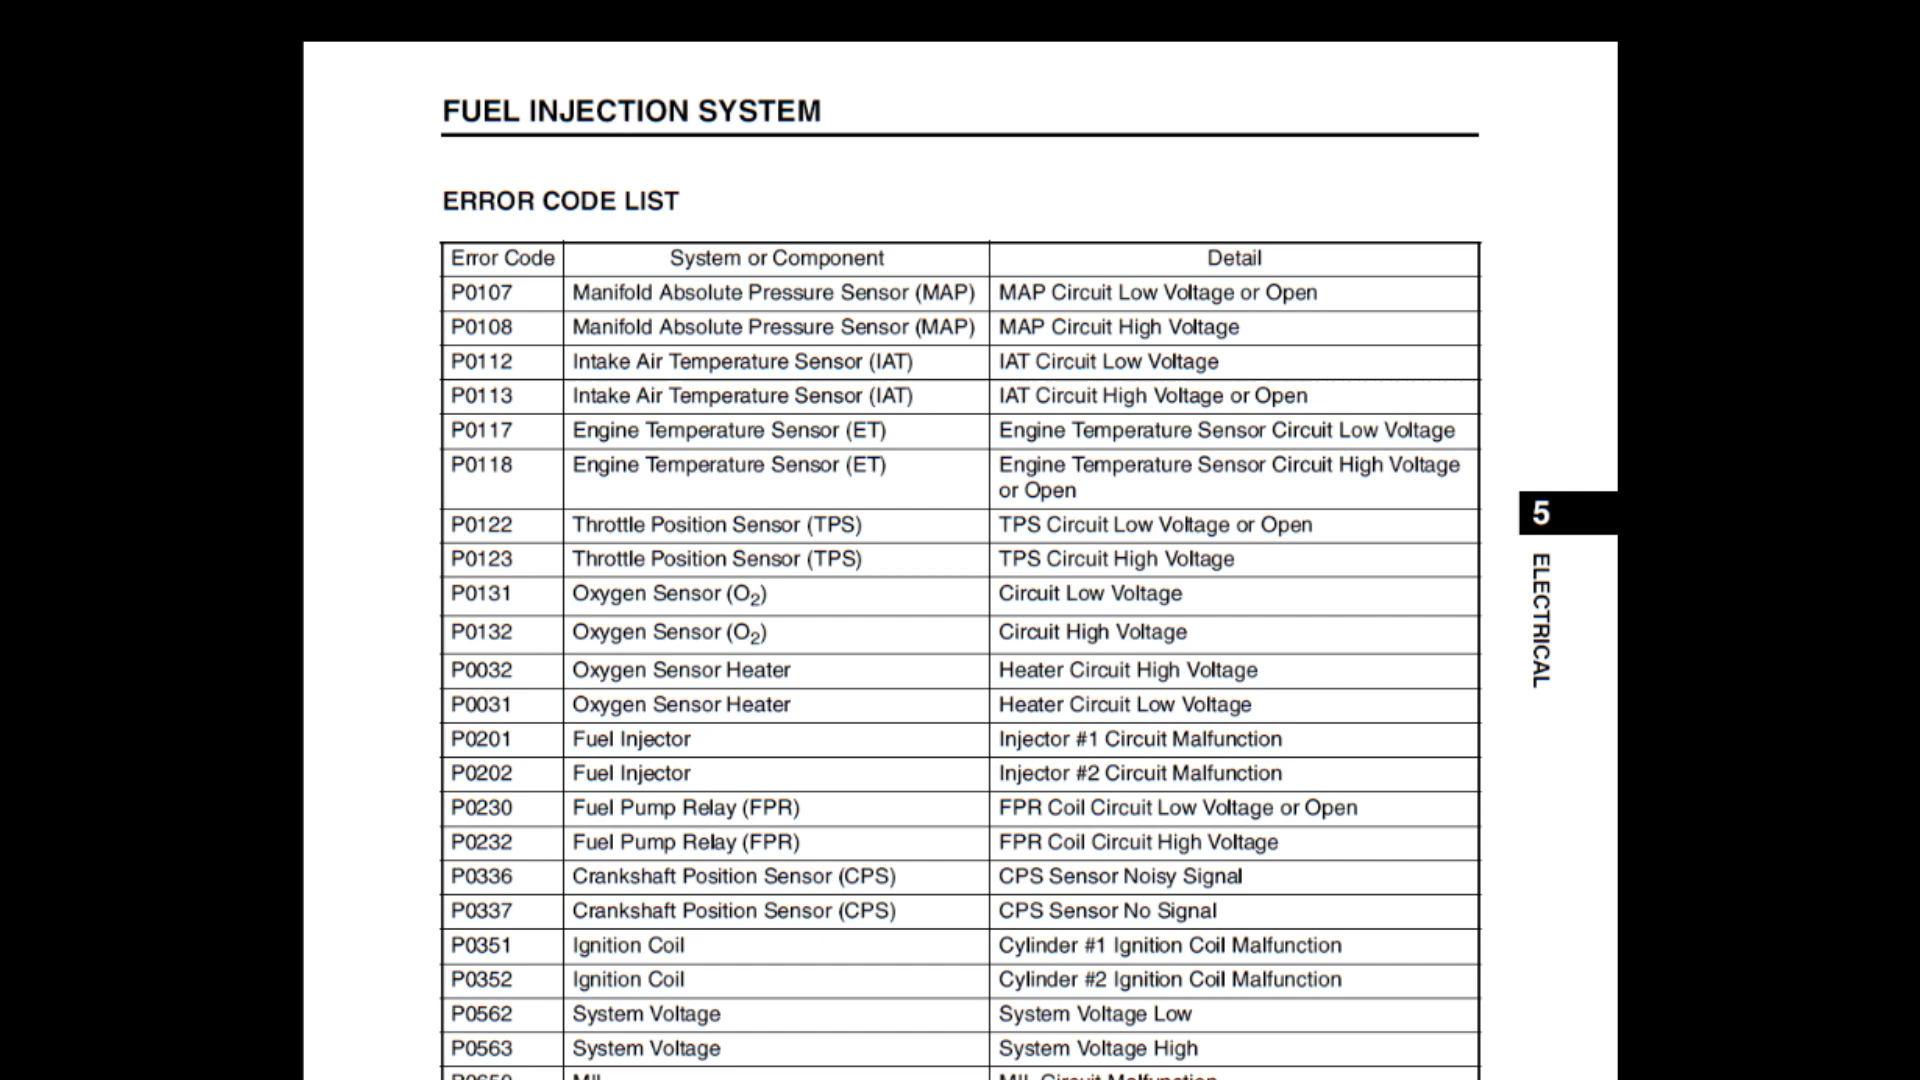 FUEL INJECTION SYSTEM
ERROR CODE LIST
Error Code System or Component Detail
P0107 Manifold Absolute Pressure Sensor (MAP) MAP Circuit Low Voltage or Open
P0108 Manifold Absolute Pressure Sensor (MAP) MAP Circuit High Voltage
P0112 Intake Air Temperature Sensor (IAT) IAT Circuit Low Voltage
P0113 Intake Air Temperature Sensor (IAT) IAT Circuit High Voltage or Open
P0117 Engine Temperature Sensor (ET) Engine Temperature Sensor Circuit Low Voltage
P0118 Engine Temperature Sensor (ET) Engine Temperature Sensor Circuit High Voltage
or Open
P0122 Throttle Position Sensor (TPS) TPS Circuit Low Voltage or Open
P0123 Throttle Position Sensor (TPS) TPS Circuit High Voltage
P0131 Oxygen Sensor (O2) Circuit Low Voltage
P0132 Oxygen Sensor (O2) Circuit High Voltage
P0032 Oxygen Sensor Heater Heater Circuit High Voltage
P0031 Oxygen Sensor Heater Heater Circuit Low Voltage
P0201 Fuel Injector Injector #1 Circuit Malfunction
P0202 Fuel Injector Injector #2 Circuit Malfunction
P0230 Fuel Pump Relay (FPR) FPR Coil Circuit Low Voltage or Open
P0232 Fuel Pump Relay (FPR) FPR Coil Circuit High Voltage
P0336 Crankshaft Position Sensor (CPS) CPS Sensor Noisy Signal
P0337 Crankshaft Position Sensor (CPS) CPS Sensor No Signal
P0351 Ignition Coil Cylinder #1 Ignition Coil Malfunction
P0352 Ignition Coil Cylinder #2 Ignition Coil Malfunction
P0562 System Voltage System Voltage Low
P0563 System Voltage System Voltage High
5
ELECTRICAL